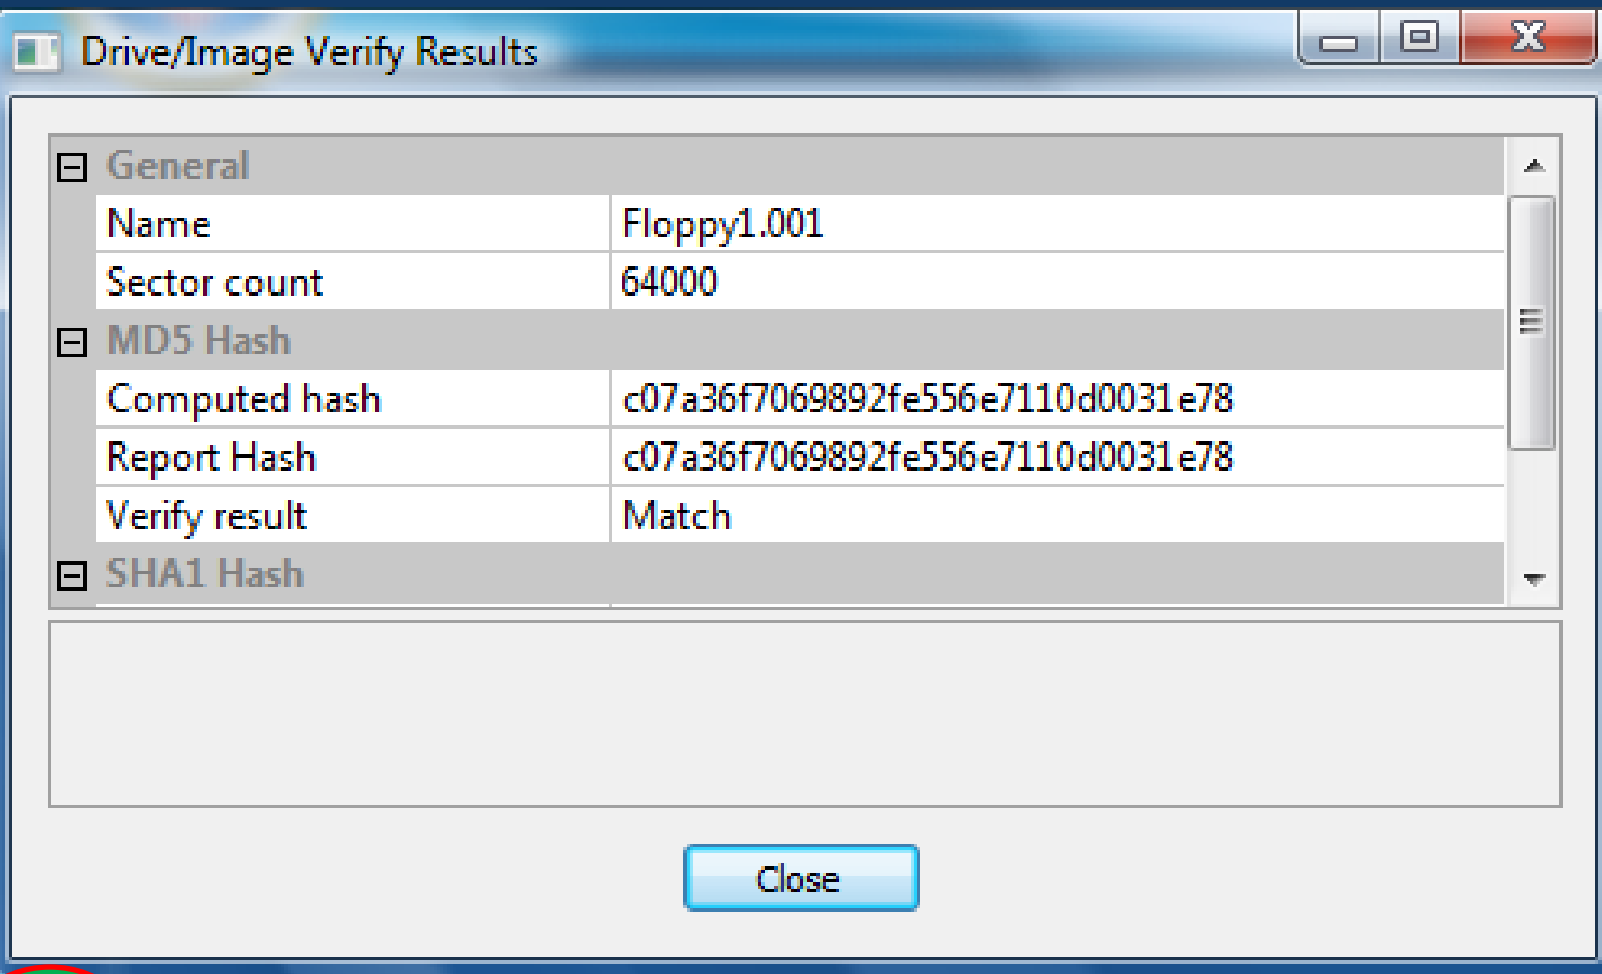 Drive/Image Verify Results
General
Name Floppy1.001
Sector count 64000
MD5 Hash
Computed hash c07a36f7069892fe556e7110d0031e78
Report Hash c07a36f7069892fe556e7110d0031e78
Verify result Match
SHA1 Hash
Close